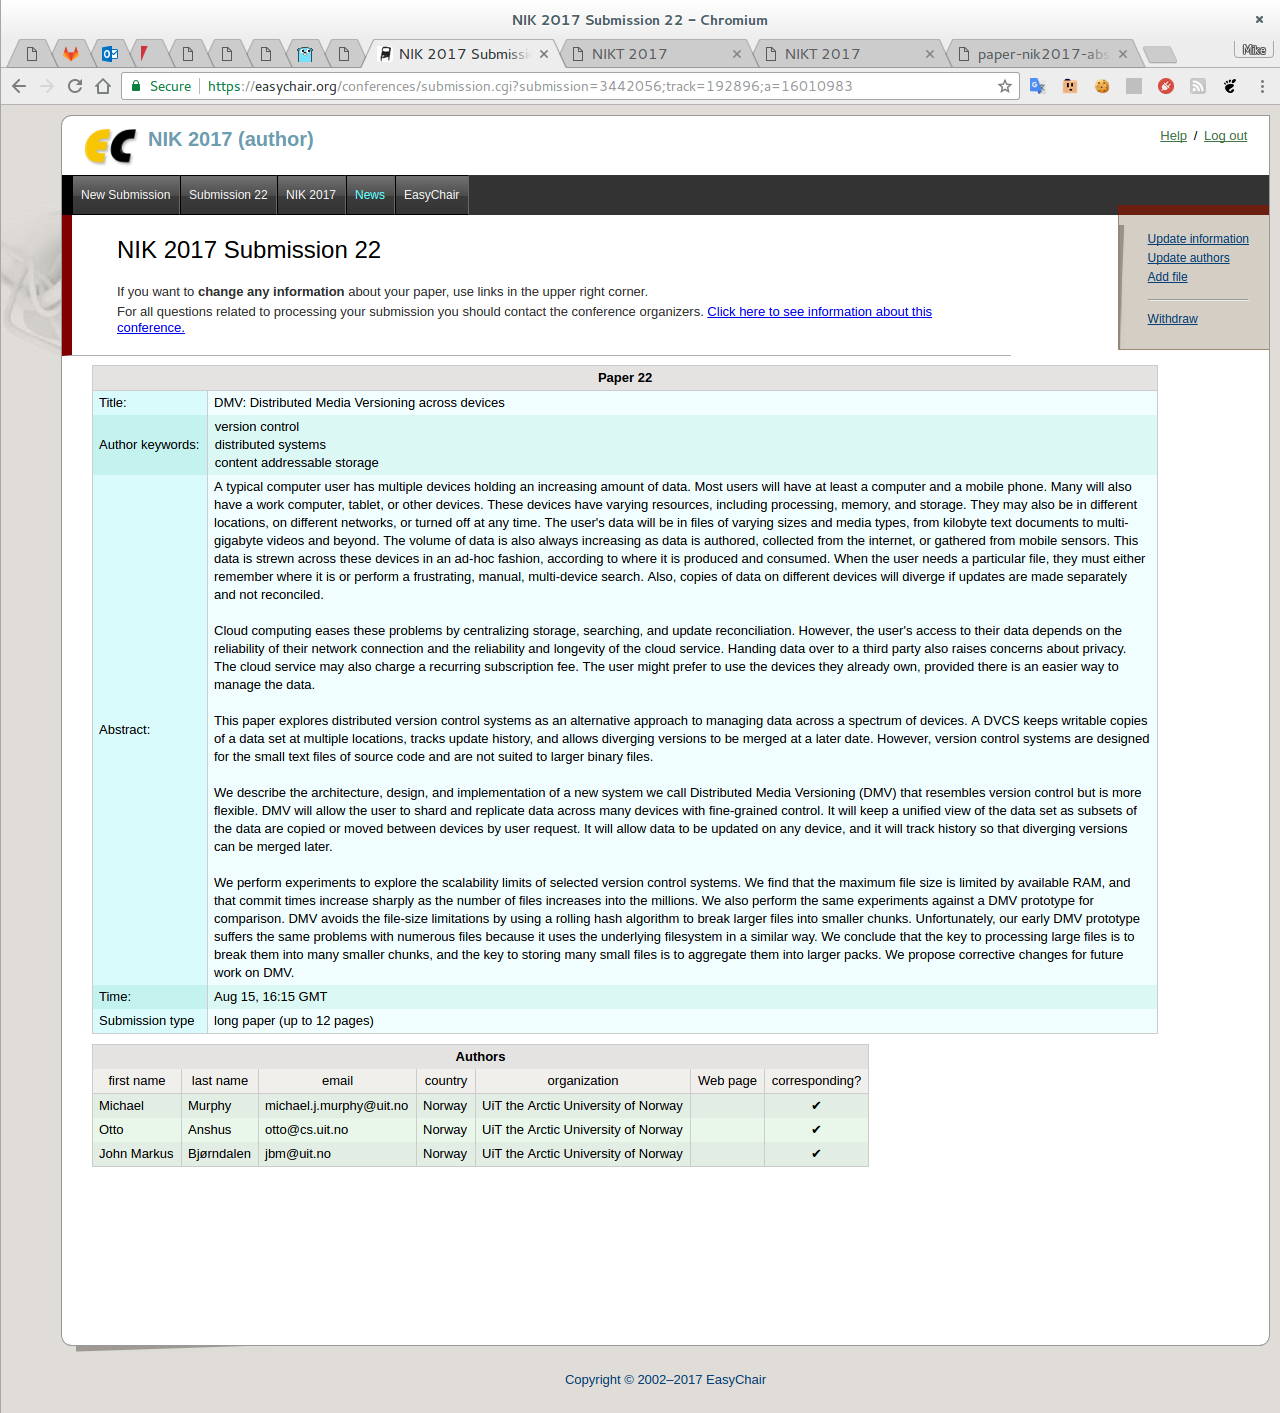 NIK 2017 Submission 22 - Chromium
NIK 2017 Submissi
NIKT 2017
NIKT 2017
paper-nik2017-abs
Mike
Secure
https://easychair.org/conferences/submission.cgi?submission=3442056;track=192896;a=16010983
EC
NIK 2017 (author)
Help / Log out
New Submission
Submission 22
NIK 2017
News
EasyChair
NIK 2017 Submission 22
Update information
Update authors
Add file
Withdraw
If you want to change any information about your paper, use links in the upper right corner.
For all questions related to processing your submission you should contact the conference organizers. Click here to see information about this
conference.
Paper 22
Title: DMV: Distributed Media Versioning across devices
Author keywords:
version control
distributed systems
content addressable storage
Abstract:
A typical computer user has multiple devices holding an increasing amount of data. Most users will have at least a computer and a mobile phone. Many will also
have a work computer, tablet, or other devices. These devices have varying resources, including processing, memory, and storage. They may also be in different
locations, on different networks, or turned off at any time. The user's data will be in files of varying sizes and media types, from kilobyte text documents to multi-
gigabyte videos and beyond. The volume of data is also always increasing as data is authored, collected from the internet, or gathered from mobile sensors. This
data is strewn across these devices in an ad-hoc fashion, according to where it is produced and consumed. When the user needs a particular file, they must either
remember where it is or perform a frustrating, manual, multi-device search. Also, copies of data on different devices will diverge if updates are made separately
and not reconciled.
Cloud computing eases these problems by centralizing storage, searching, and update reconciliation. However, the user's access to their data depends on the
reliability of their network connection and the reliability and longevity of the cloud service. Handing data over to a third party also raises concerns about privacy.
The cloud service may also charge a recurring subscription fee. The user might prefer to use the devices they already own, provided there is an easier way to
manage the data.
This paper explores distributed version control systems as an alternative approach to managing data across a spectrum of devices. A DVCS keeps writable copies
of a data set at multiple locations, tracks update history, and allows diverging versions to be merged at a later date. However, version control systems are designed
for the small text files of source code and are not suited to larger binary files.
We describe the architecture, design, and implementation of a new system we call Distributed Media Versioning (DMV) that resembles version control but is more
flexible. DMV will allow the user to shard and replicate data across many devices with fine-grained control. It will keep a unified view of the data set as subsets of
the data are copied or moved between devices by user request. It will allow data to be updated on any device, and it will track history so that diverging versions
can be merged later.
We perform experiments to explore the scalability limits of selected version control systems. We find that the maximum file size is limited by available RAM, and
that commit times increase sharply as the number of files increases into the millions. We also perform the same experiments against a DMV prototype for
comparison. DMV avoids the file-size limitations by using a rolling hash algorithm to break larger files into smaller chunks. Unfortunately, our early DMV prototype
suffers the same problems with numerous files because it uses the underlying filesystem in a similar way. We conclude that the key to processing large files is to
break them into many smaller chunks, and the key to storing many small files is to aggregate them into larger packs. We propose corrective changes for future
work on DMV.
Time: Aug 15, 16:15 GMT
Submission type long paper (up to 12 pages)
Authors
first name last name email country organization Web page corresponding?
Michael Murphy michael.j.murphy@uit.no Norway UiT the Arctic University of Norway ✔
Otto Anshus otto@cs.uit.no Norway UiT the Arctic University of Norway ✔
John Markus Bjørndalen jbm@uit.no Norway UiT the Arctic University of Norway ✔
Copyright © 2002–2017 EasyChair